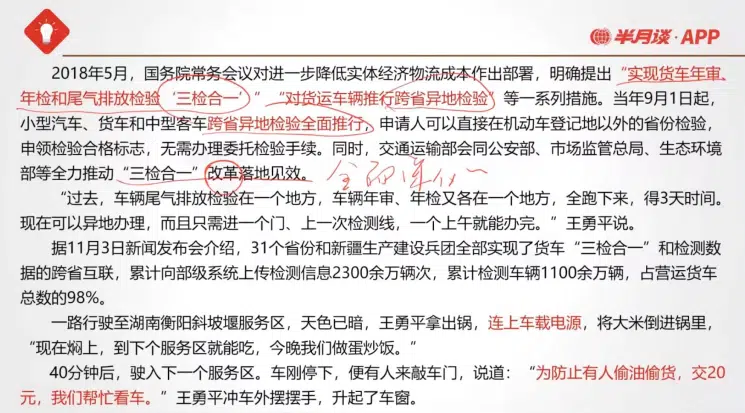 半月谈·APP
2018年5月，国务院常务会议对进一步降低实体经济物流成本作出部署，明确提出“实现货车年审、
年检和尾气排放检验‘三检合一’”“对货运车辆推行跨省异地检验”等一系列措施。当年9月1日起，
小型汽车、货车和中型客车跨省异地检验全面推行，申请人可以直接在机动车登记地以外的省份检验，
申领检验合格标志，无需办理委托检验手续。同时，交通运输部会同公安部、市场监管总局、生态环境
部等全力推动“三检合一”改革落地见效。
“过去，车辆尾气排放检验在一个地方，车辆年审、年检又各在一个地方，全跑下来，得3天时间。
现在可以异地办理，而且只需进一个门、上一次检测线，一个上午就能办完。”王勇平说。
据11月3日新闻发布会介绍，31个省份和新疆生产建设兵团全部实现了货车“三检合一”和检测数
据的跨省互联，累计向部级系统上传检测信息2300余万辆次，累计检测车辆1100余万辆，占营运货车
总数的98%。
一路行驶至湖南衡阳斜坡堰服务区，天色已暗，王勇平拿出锅，连上车载电源，将大米倒进锅里，
“现在焖上，到下个服务区就能吃，今晚我们做蛋炒饭。”
40分钟后，驶入下一个服务区。车刚停下，便有人来敲车门，说道：“为防止有人偷油偷货，交20
元，我们帮忙看车。”王勇平冲车外摆摆手，升起了车窗。